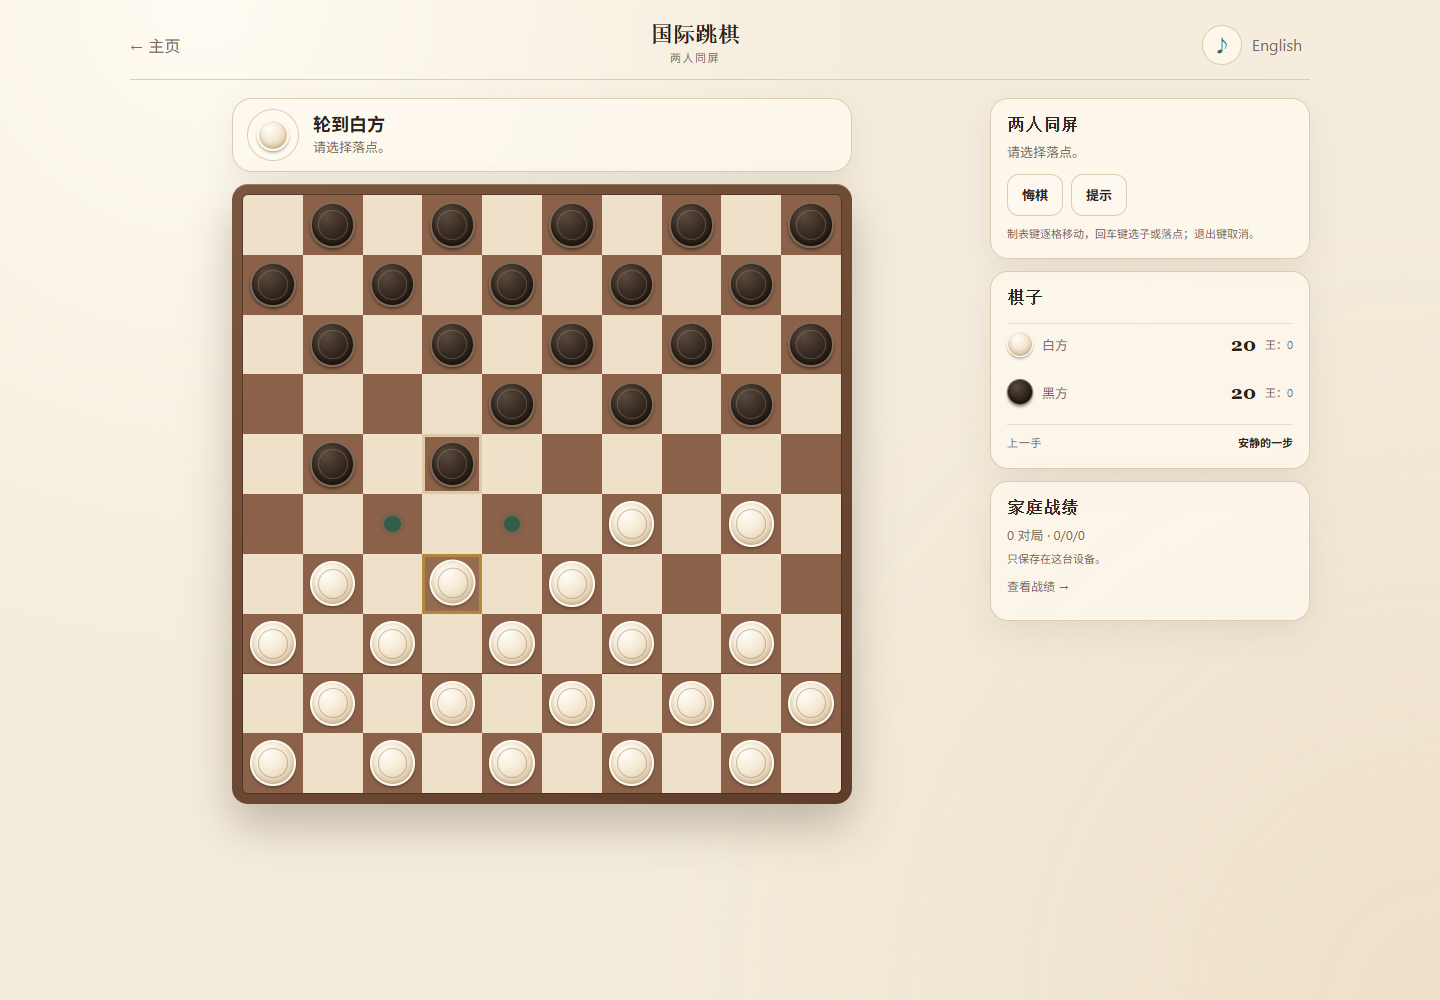 ← 主页
国际跳棋
两人同屏
♪
English
轮到白方
请选择落点。
两人同屏
请选择落点。
悔棋
提示
制表键逐格移动，回车键选子或落点；退出键取消。
棋子
白方
20
王：0
黑方
20
王：0
上一手
安静的一步
家庭战绩
0 对局 · 0/0/0
只保存在这台设备。
查看战绩 →